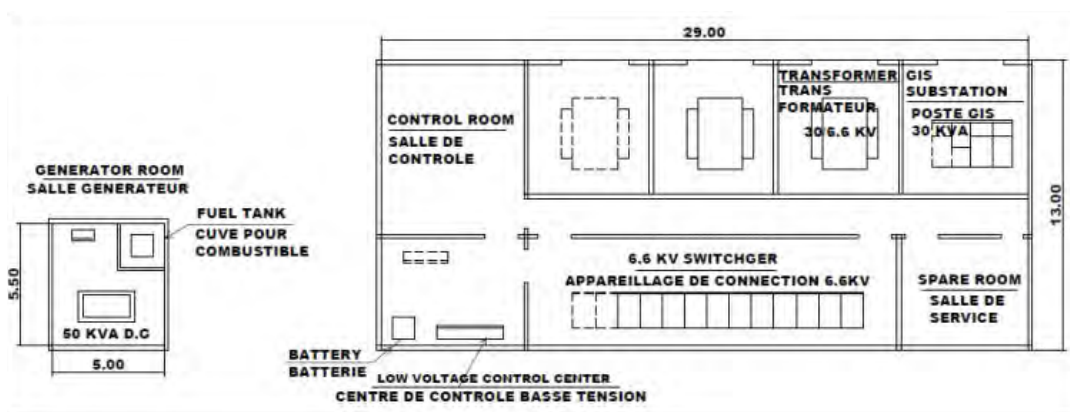 29.00
TRANSFORMER
TRANS
FORMATEUR
30 6.6 KV
GIS
SUBSTATION
POSTE GIS
30 KVA
CONTROL ROOM
SALLE DE
CONTROLE
13.00
GENERATOR ROOM
SALLE GENERATEUR
FUEL TANK
CUVE POUR
COMBUSTIBLE
5.50
50 KVA D.G
5.00
6.6 KV SWITCHGER
APPAREILLAGE DE CONNECTION 6.6KV
SPARE ROOM
SALLE DE
SERVICE
BATTERY
BATTERIE
LOW VOLTAGE CONTROL CENTER
CENTRE DE CONTROLE BASSE TENSION